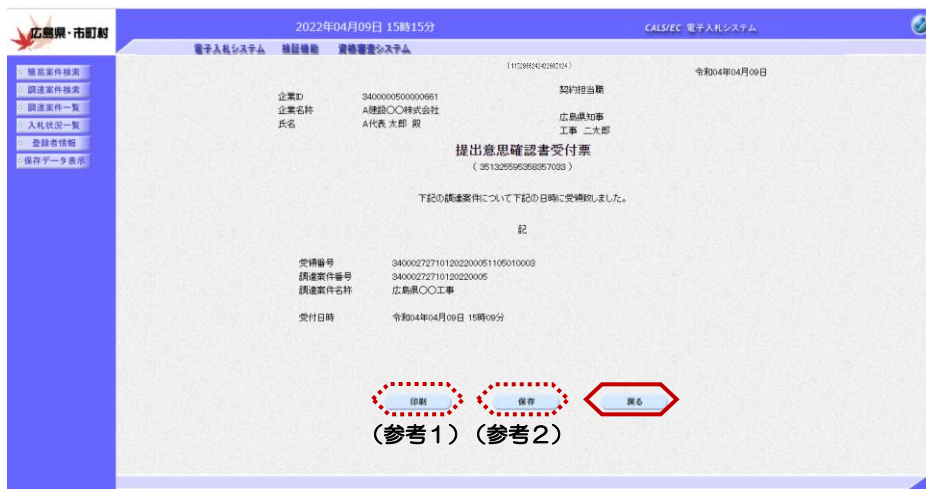 広島県・市町村
2022年04月09日 15時15分
CALS/EC 電子入札システム
電子入札システム 検証機能 資格審査システム
簡易案件検索
調達案件検索
調達案件一覧
入札状況一覧
登録者情報
保存データ表示
令和04年04月09日
企業ID 3400000500000661
企業名称 A建設〇〇株式会社
氏名 A代表 太郎 殿
契約担当職
広島県知事
工事 二太郎
提出意思確認書受付票
下記の調達案件について下記の日時に受領致しました。
記
受領番号 340002727101202200051105010003
調達案件番号 34000272710120220005
調達案件名称 広島県〇〇工事
受付日時 令和04年04月09日 15時09分
印刷 保存 戻る
(参考1) (参考2)